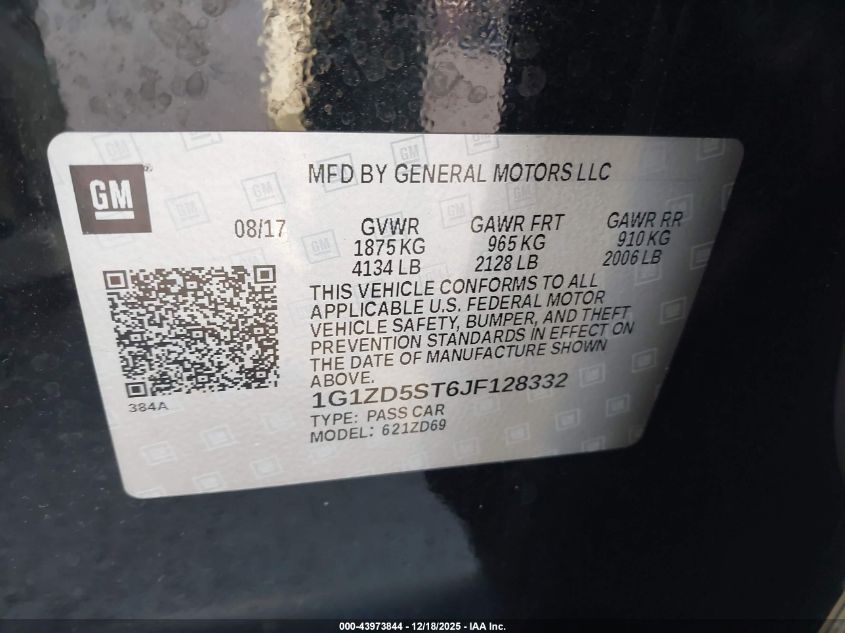 GM
MFD BY GENERAL MOTORS LLC
08/17
GVWR GAWR FRT GAWR RR
1875 KG 965 KG 910 KG
4134 LB 2128 LB 2006 LB
THIS VEHICLE CONFORMS TO ALL
APPLICABLE U.S. FEDERAL MOTOR
VEHICLE SAFETY, BUMPER, AND THEFT
PREVENTION STANDARDS IN EFFECT ON
THE DATE OF MANUFACTURE SHOWN
ABOVE.
384A
1G1ZD5ST6JF128332
TYPE: PASS CAR
MODEL: 621ZD69
000-43973844 - 12/18/2025 - IAA Inc.